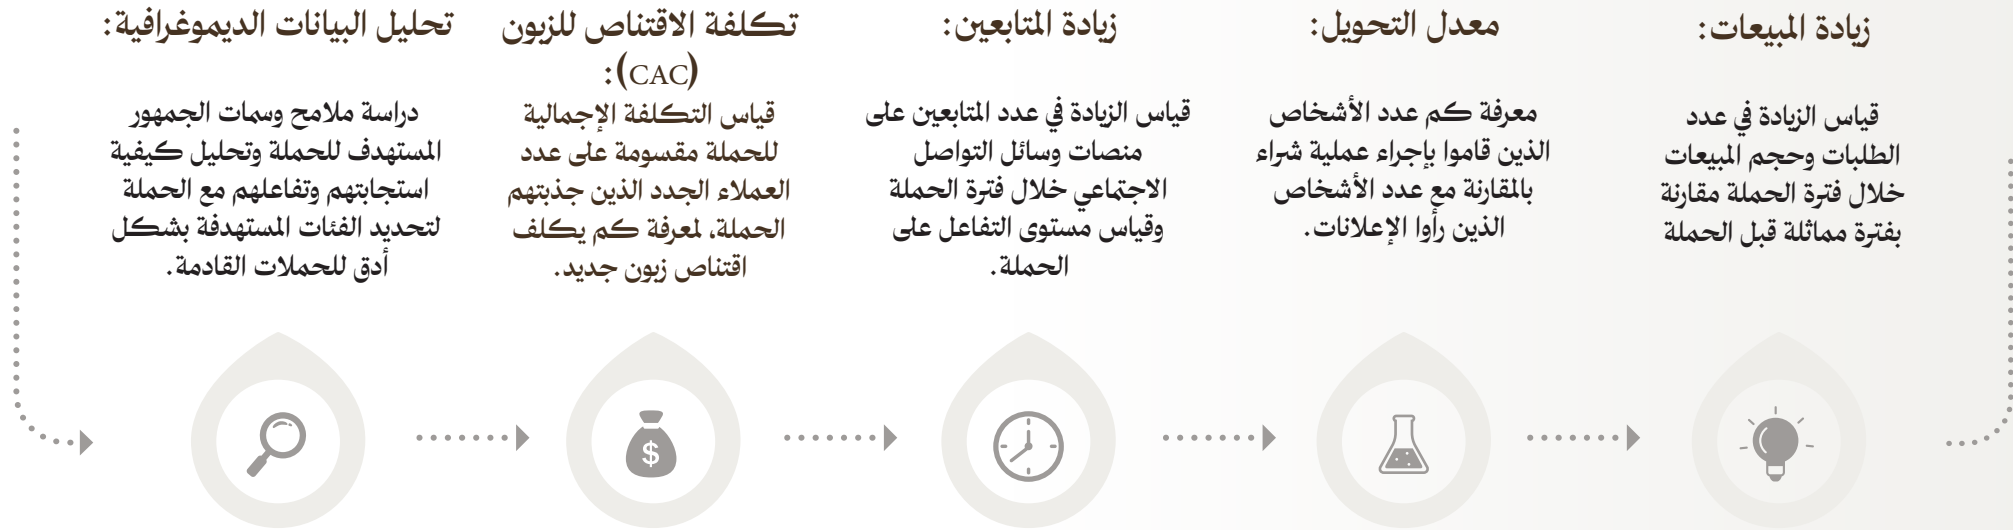 زيادة المبيعات:
قياس الزيادة في عدد
الطلبات وحجم المبيعات
خلال فترة الحملة مقارنة
بفترة مماثلة قبل الحملة
معدل التحويل:
معرفة كم عدد الأشخاص
الذين قاموا بإجراء عملية شراء
بالمقارنة مع عدد الأشخاص
الذين رأوا الإعلانات.
زيادة المتابعين:
قياس الزيادة في عدد المتابعين على
منصات وسائل التواصل
الاجتماعي خلال فترة الحملة
وقياس مستوى التفاعل على
الحملة.
تكلفة الاقتناص للزبون
(CAC):
قياس التكلفة الإجمالية
للحملة مقسومة على عدد
العملاء الجدد الذين جذبتهم
الحملة، لمعرفة كم يكلف
اقتناص زبون جديد.
تحليل البيانات الديموغرافية:
دراسة ملامح وسمات الجمهور
المستهدف للحملة وتحليل كيفية
استجابتهم وتفاعلهم مع الحملة
لتحديد الفئات المستهدفة بشكل
أدق للحملات القادمة.
$